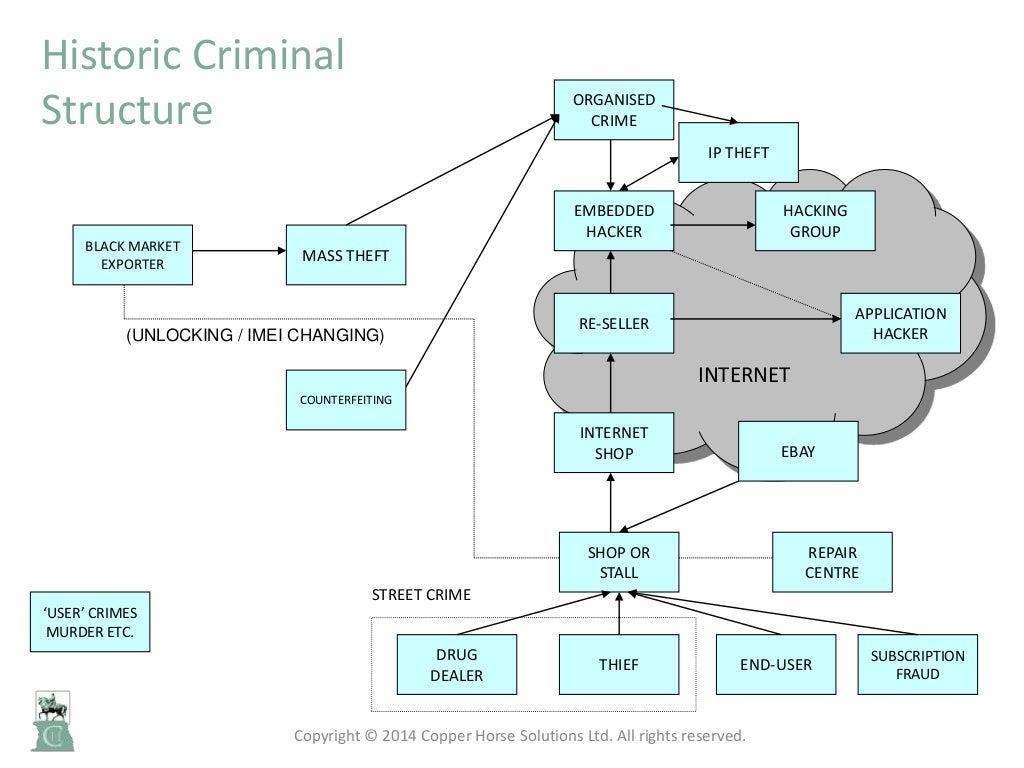 Historic Criminal
Structure
ORGANISED
CRIME
IP THEFT
EMBEDDED
HACKER
HACKING
GROUP
BLACK MARKET
EXPORTER
MASS THEFT
(UNLOCKING / IMEI CHANGING)
RE-SELLER
APPLICATION
HACKER
INTERNET
COUNTERFEITING
INTERNET
SHOP
EBAY
SHOP OR
STALL
REPAIR
CENTRE
STREET CRIME
‘USER’ CRIMES
MURDER ETC.
DRUG
DEALER
THIEF
END-USER
SUBSCRIPTION
FRAUD
Copyright © 2014 Copper Horse Solutions Ltd. All rights reserved.